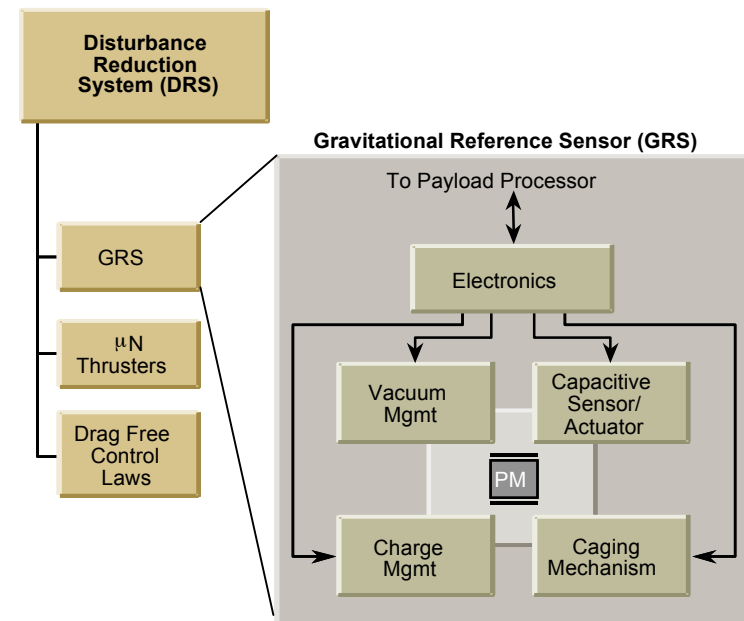 Disturbance
Reduction
System (DRS)
GRS
μN
Thrusters
Drag Free
Control
Laws
Gravitational Reference Sensor (GRS)
To Payload Processor
Electronics
Vacuum
Mgmt
Capacitive
Sensor/
Actuator
PM
Charge
Mgmt
Caging
Mechanism